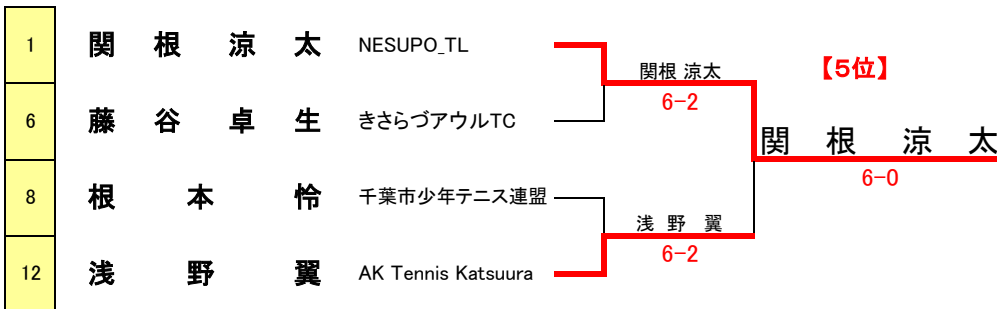 1 関根涼太 NESUPO_TL
関根 涼太
6-2
【5位】
6 藤谷卓生 きさらづアウルTC
関根涼太
6-0
8 根本怜 千葉市少年テニス連盟
浅野翼
6-2
12 浅野翼 AK Tennis Katsuura